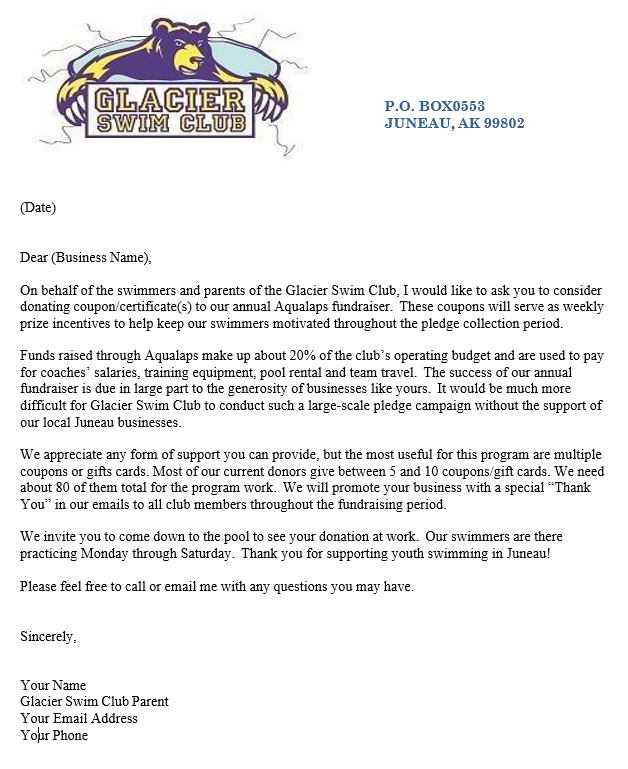 GLACIER
SWIM CLUB
P.O. BOX0553
JUNEAU, AK 99802
(Date)
Dear (Business Name),
On behalf of the swimmers and parents of the Glacier Swim Club, I would like to ask you to consider
donating coupon/certificate(s) to our annual Aqualaps fundraiser.  These coupons will serve as weekly
prize incentives to help keep our swimmers motivated throughout the pledge collection period.
Funds raised through Aqualaps make up about 20% of the club’s operating budget and are used to pay
for coaches’ salaries, training equipment, pool rental and team travel.  The success of our annual
fundraiser is due in large part to the generosity of businesses like yours.  It would be much more
difficult for Glacier Swim Club to conduct such a large-scale pledge campaign without the support of
our local Juneau businesses.
We appreciate any form of support you can provide, but the most useful for this program are multiple
coupons or gifts cards. Most of our current donors give between 5 and 10 coupons/gift cards. We need
about 80 of them total for the program work.  We will promote your business with a special “Thank
You” in our emails to all club members throughout the fundraising period.
We invite you to come down to the pool to see your donation at work.  Our swimmers are there
practicing Monday through Saturday.  Thank you for supporting youth swimming in Juneau!
Please feel free to call or email me with any questions you may have.
Sincerely,
Your Name
Glacier Swim Club Parent
Your Email Address
Your Phone